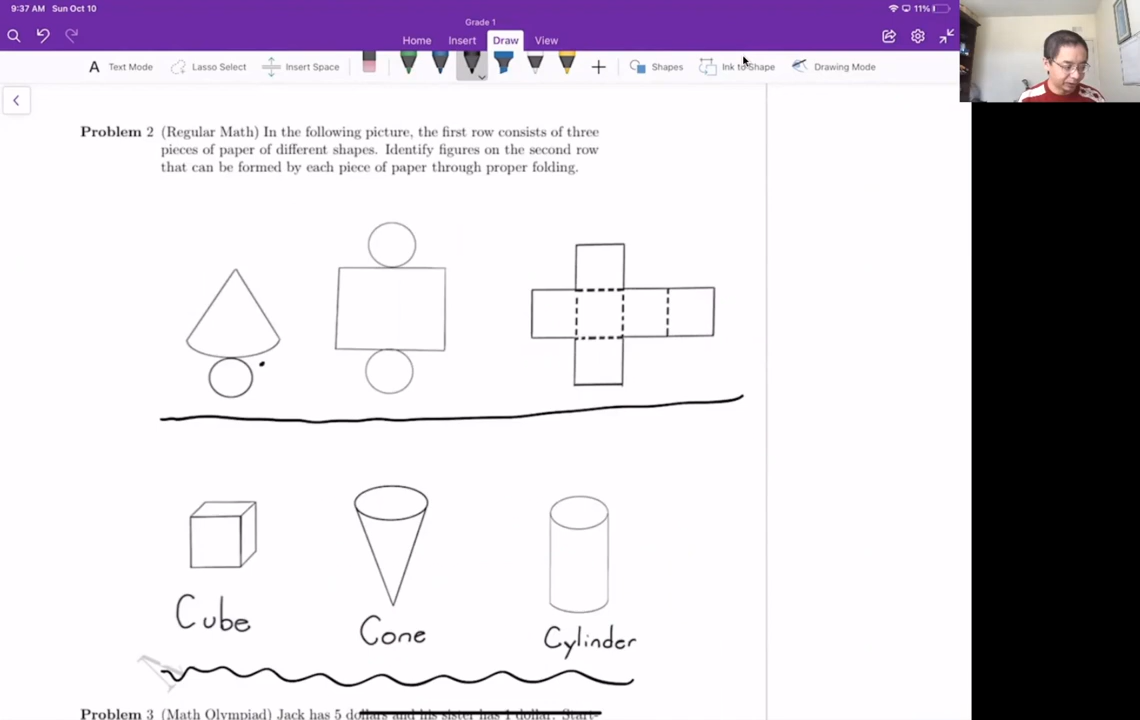 9:37 AM Sun Oct 10
11%
Grade 1
Home Insert Draw View
A Text Mode Lasso Select Insert Space Shapes Ink to Shape Drawing Mode
Problem 2 (Regular Math) In the following picture, the first row consists of three
pieces of paper of different shapes. Identify figures on the second row
that can be formed by each piece of paper through proper folding.
Cube Cone Cylinder
Problem 3 (Math Olympiad) Jack has 5 dollars and his sister has 1 dollar. Start-